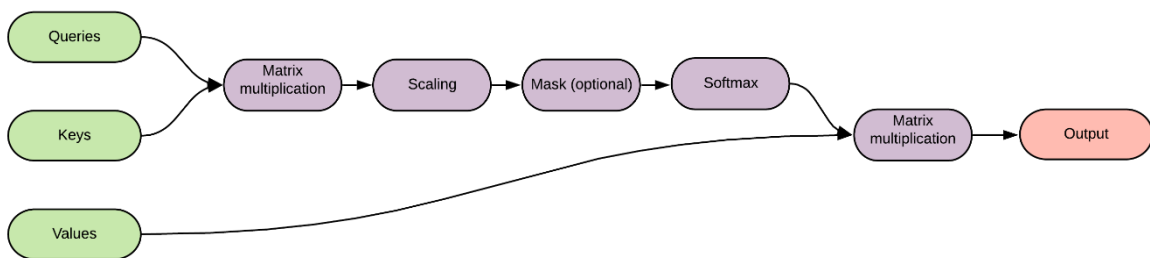 Queries
Matrix
multiplication
Scaling
Mask (optional)
Softmax
Keys
Matrix
multiplication
Output
Values